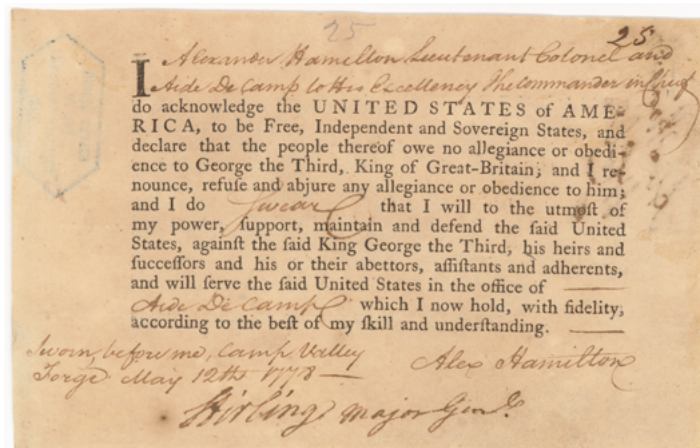 25
25
I Alexander Hamilton Lieutenant Colonel and
Aide De Camp to His Excellency The Commander in Chief
do acknowledge the UNITED STATES of AME-
RICA, to be Free, Independent and Sovereign States, and
declare that the people thereof owe no allegiance or obedi-
ence to George the Third, King of Great-Britain; and I re-
nounce, refuſe and abjure any allegiance or obedience to him;
and I do Swear that I will to the utmoſt of
my power, ſupport, maintain and defend the ſaid United
States, againſt the ſaid King George the Third, his heirs and
ſucceſſors and his or their abettors, aſſiſtants and adherents,
and will ſerve the ſaid United States in the office of
Aide De Camp which I now hold, with fidelity,
according to the beſt of my ſkill and underſtanding.
Sworn before me, Camp Valley
Forge May 12th 1778 Alex Hamilton
Stirling Major Genl.